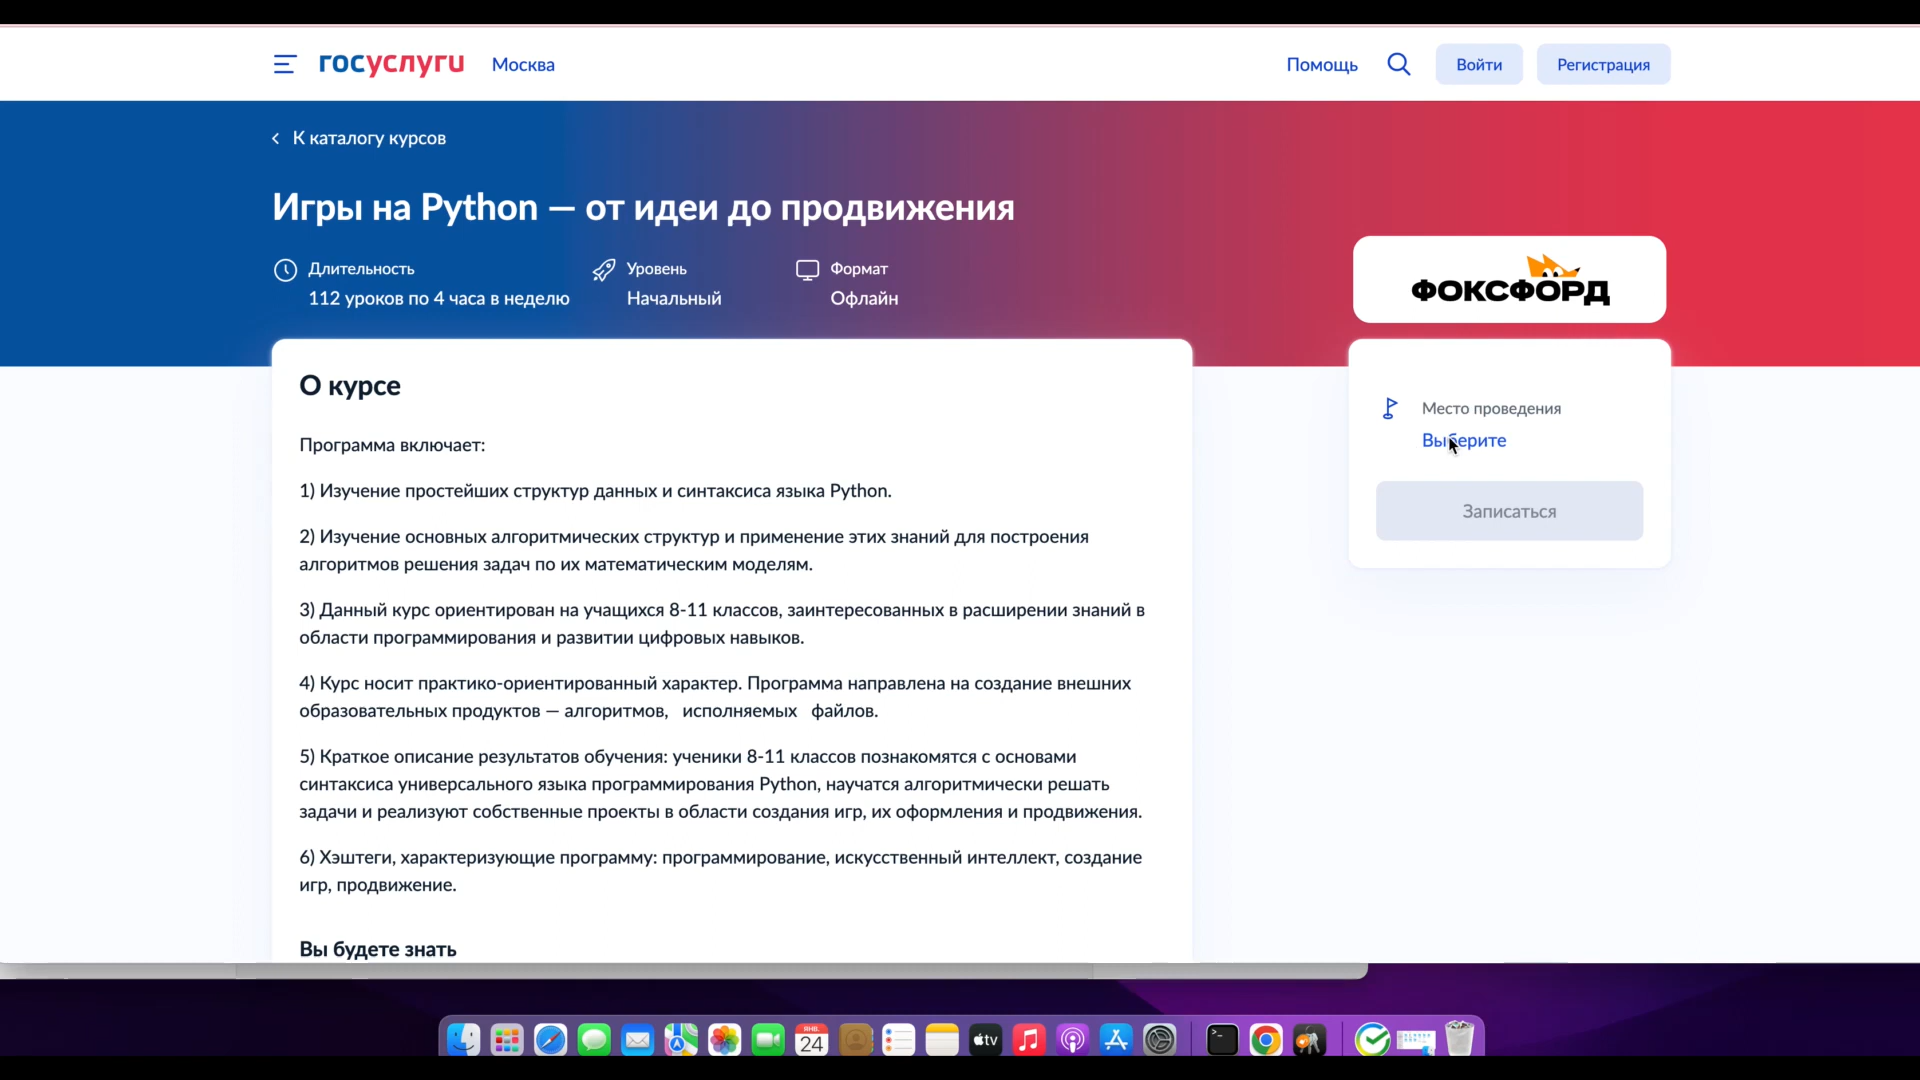 госуслуги Москва Помощь Войти Регистрация
К каталогу курсов
Игры на Python — от идеи до продвижения
Длительность Уровень Формат
112 уроков по 4 часа в неделю Начальный Офлайн
ФОКСФОРД
О курсе
Место проведения
Выберите
Записаться
Программа включает:
1) Изучение простейших структур данных и синтаксиса языка Python.
2) Изучение основных алгоритмических структур и применение этих знаний для построения
алгоритмов решения задач по их математическим моделям.
3) Данный курс ориентирован на учащихся 8-11 классов, заинтересованных в расширении знаний в
области программирования и развитии цифровых навыков.
4) Курс носит практико-ориентированный характер. Программа направлена на создание внешних
образовательных продуктов — алгоритмов, исполняемых файлов.
5) Краткое описание результатов обучения: ученики 8-11 классов познакомятся с основами
синтаксиса универсального языка программирования Python, научатся алгоритмически решать
задачи и реализуют собственные проекты в области создания игр, их оформления и продвижения.
6) Хэштеги, характеризующие программу: программирование, искусственный интеллект, создание
игр, продвижение.
Вы будете знать
24
tv